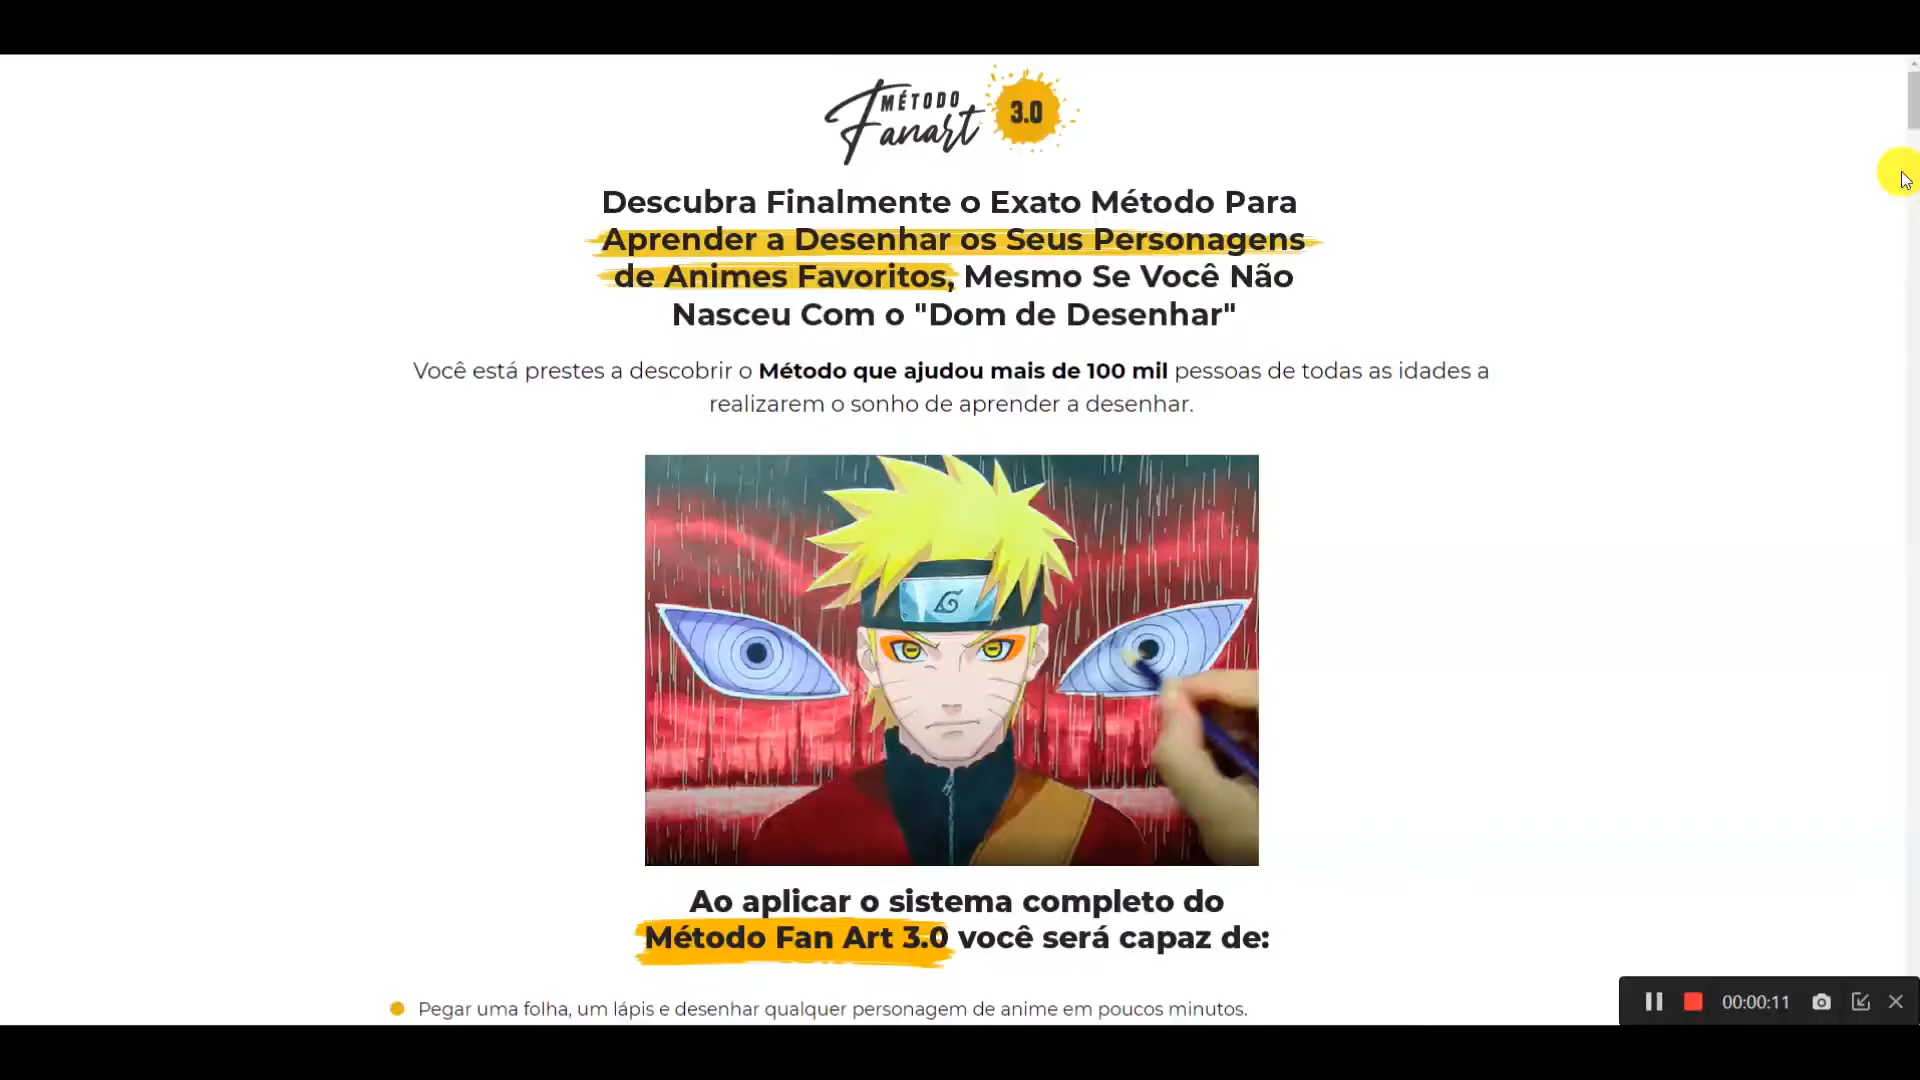 MÉTODO
Fanart
3.0
Descubra Finalmente o Exato Método Para
Aprender a Desenhar os Seus Personagens
de Animes Favoritos, Mesmo Se Você Não
Nasceu Com o "Dom de Desenhar"
Você está prestes a descobrir o Método que ajudou mais de 100 mil pessoas de todas as idades a
realizarem o sonho de aprender a desenhar.
Ao aplicar o sistema completo do
Método Fan Art 3.0 você será capaz de:
Pegar uma folha, um lápis e desenhar qualquer personagem de anime em poucos minutos.
00:00:11